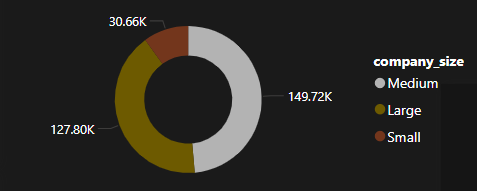 30.66K
company_size
Medium
149.72K
Large
127.80K
Small